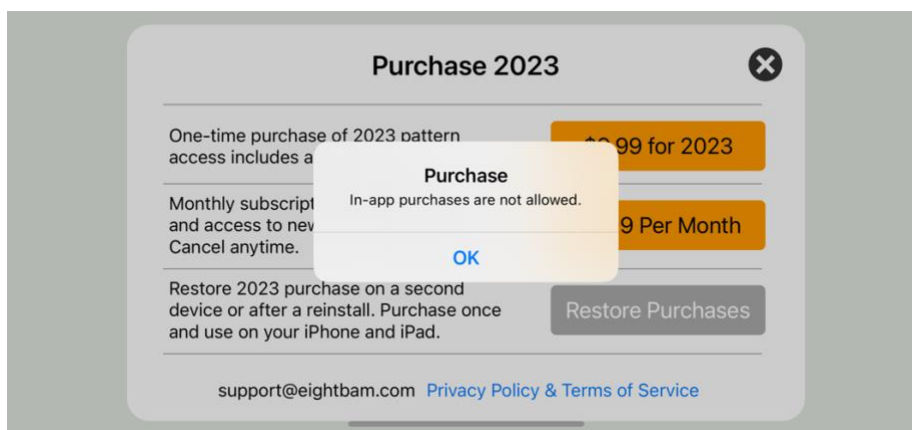 Purchase 2023
One-time purchase of 2023 pattern
access includes a
99 for 2023
Monthly subscript
and access to new
Cancel anytime.
9 Per Month
Purchase
In-app purchases are not allowed.
OK
Restore 2023 purchase on a second
device or after a reinstall. Purchase once
and use on your iPhone and iPad.
Restore Purchases
support@eightbam.com Privacy Policy & Terms of Service